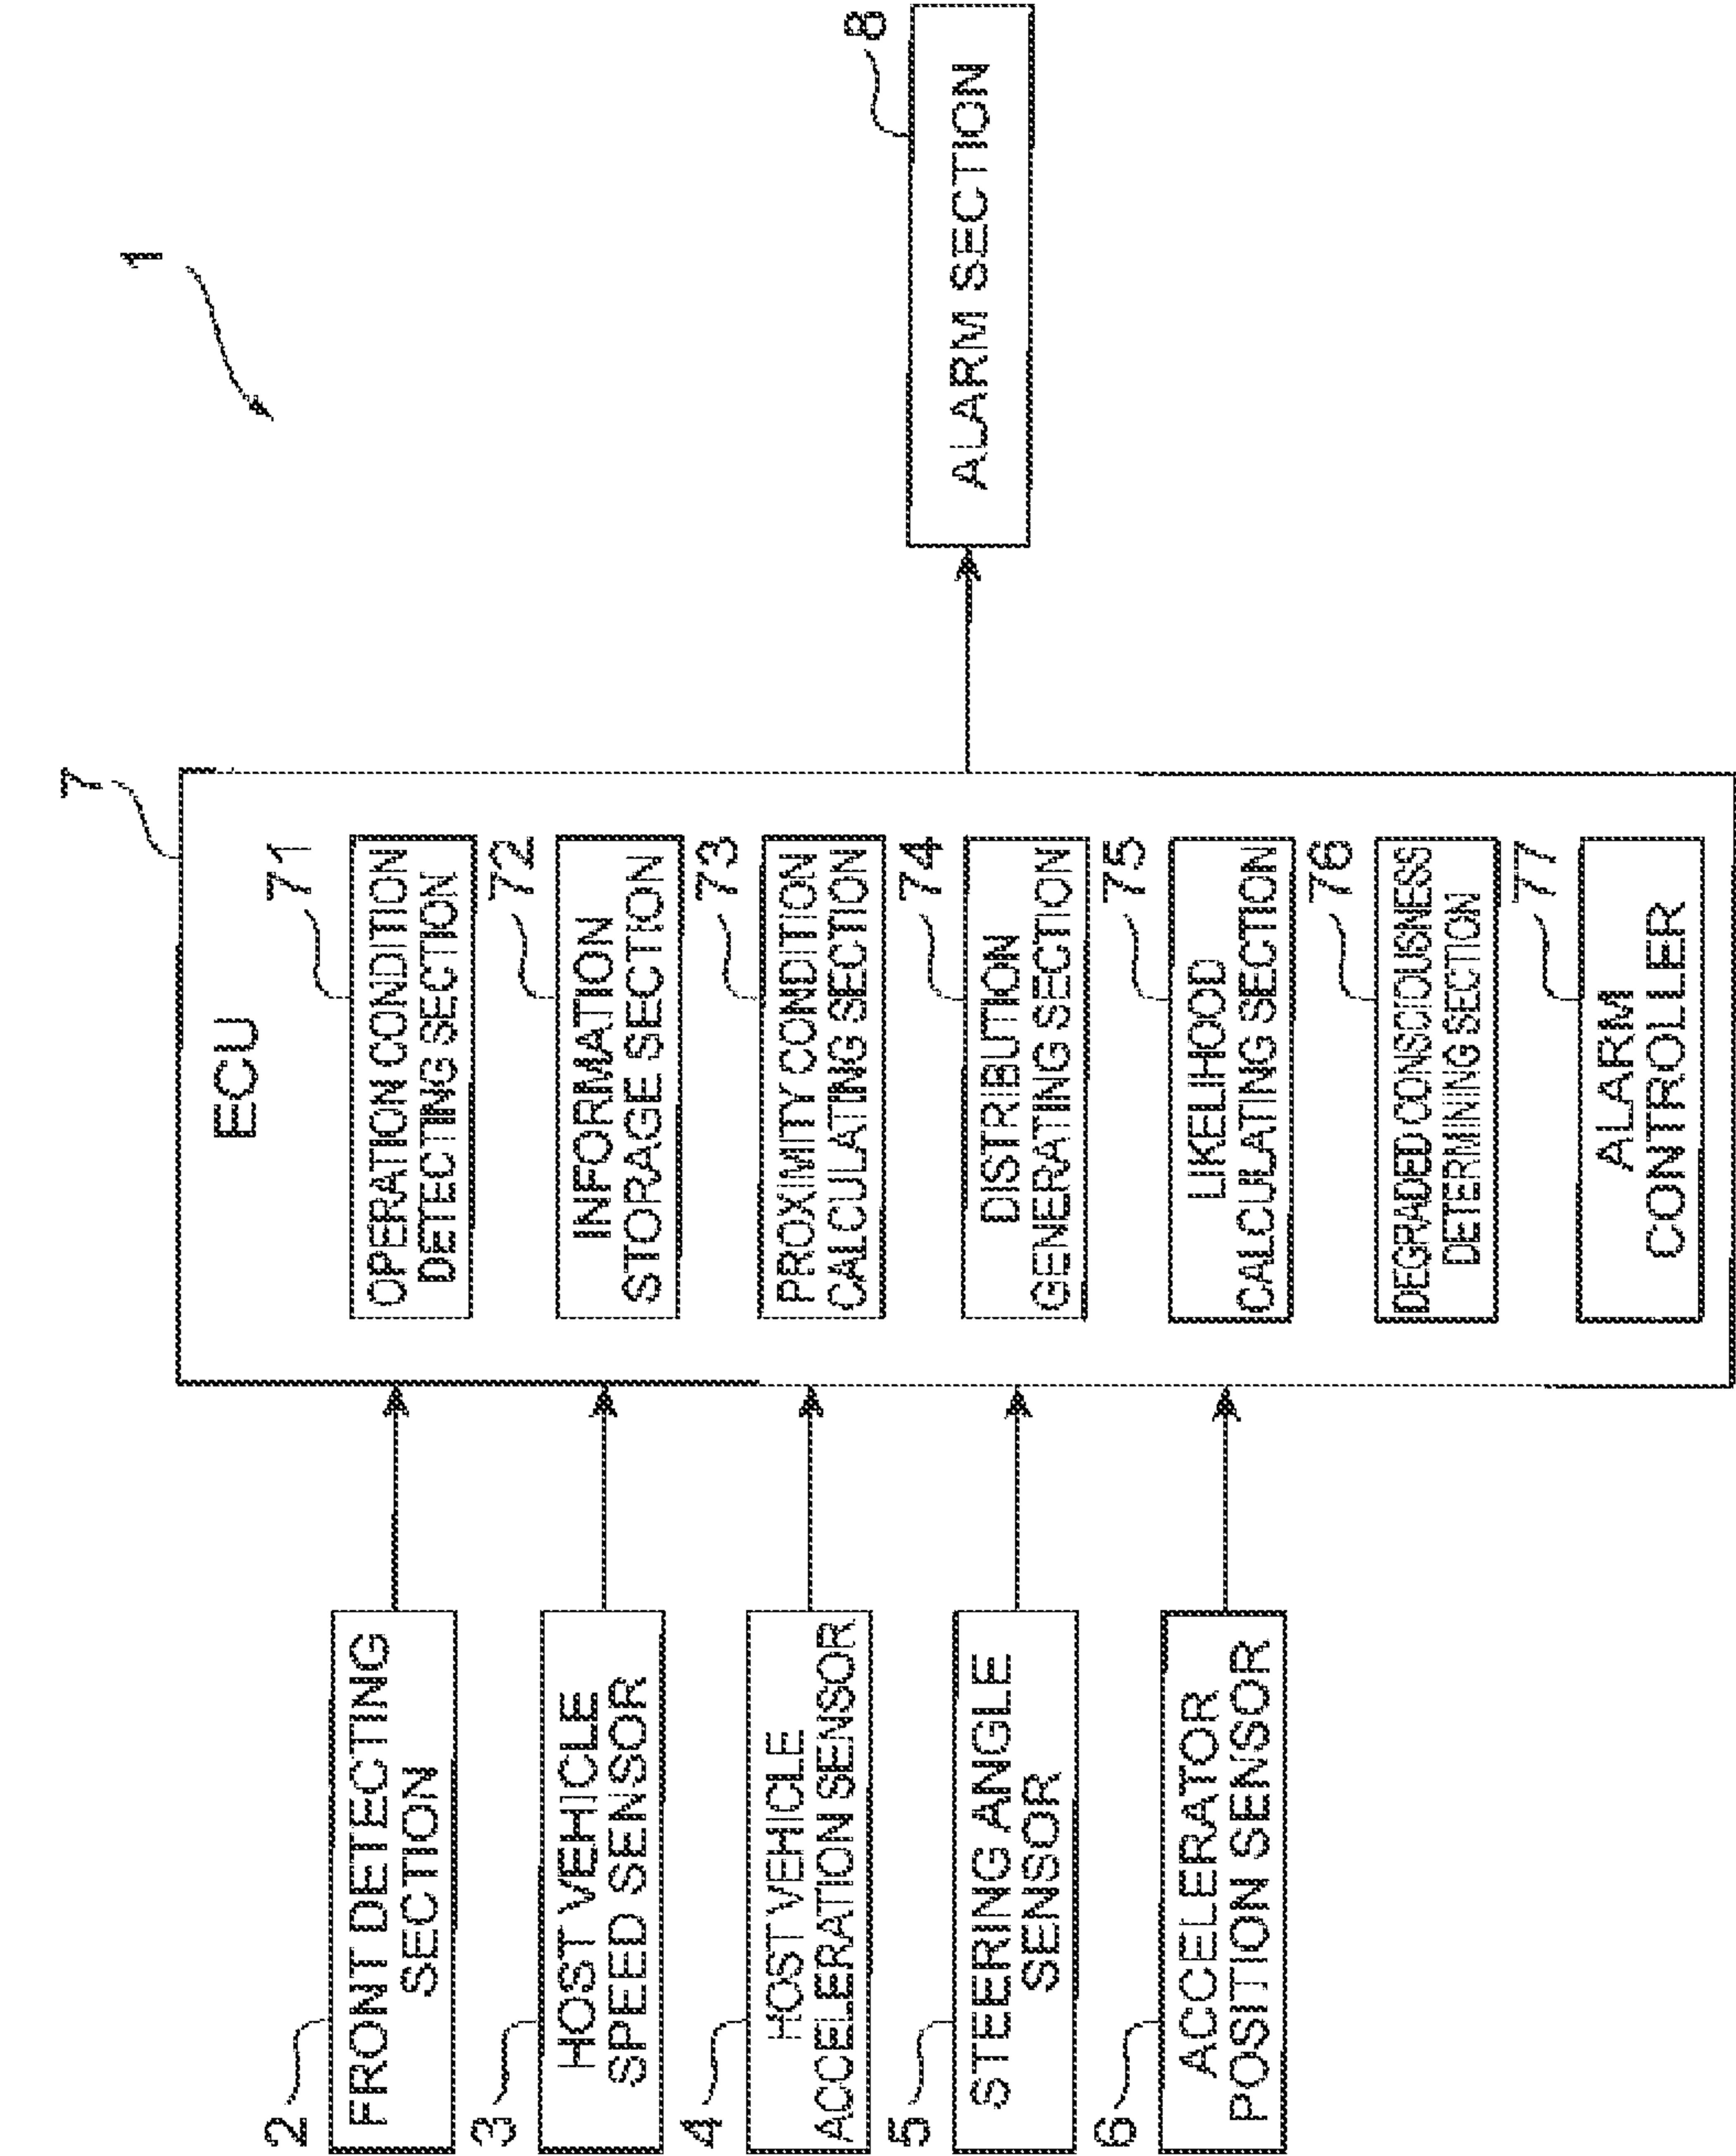 1
2
FRONT DETECTING
SECTION
3
HOST VEHICLE
SPEED SENSOR
4
HOST VEHICLE
ACCELERATION SENSOR
5
STEERING ANGLE
SENSOR
6
ACCELERATOR
POSITION SENSOR
7
ECU
71
OPERATION CONDITION
DETECTING SECTION
72
INFORMATION
STORAGE SECTION
73
PROXIMITY CONDITION
CALCULATING SECTION
74
DISTRIBUTION
GENERATING SECTION
75
LIKELIHOOD
CALCULATING SECTION
76
DEGRADED CONSCIOUSNESS
DETERMINING SECTION
77
ALARM
CONTROLLER
8
ALARM SECTION